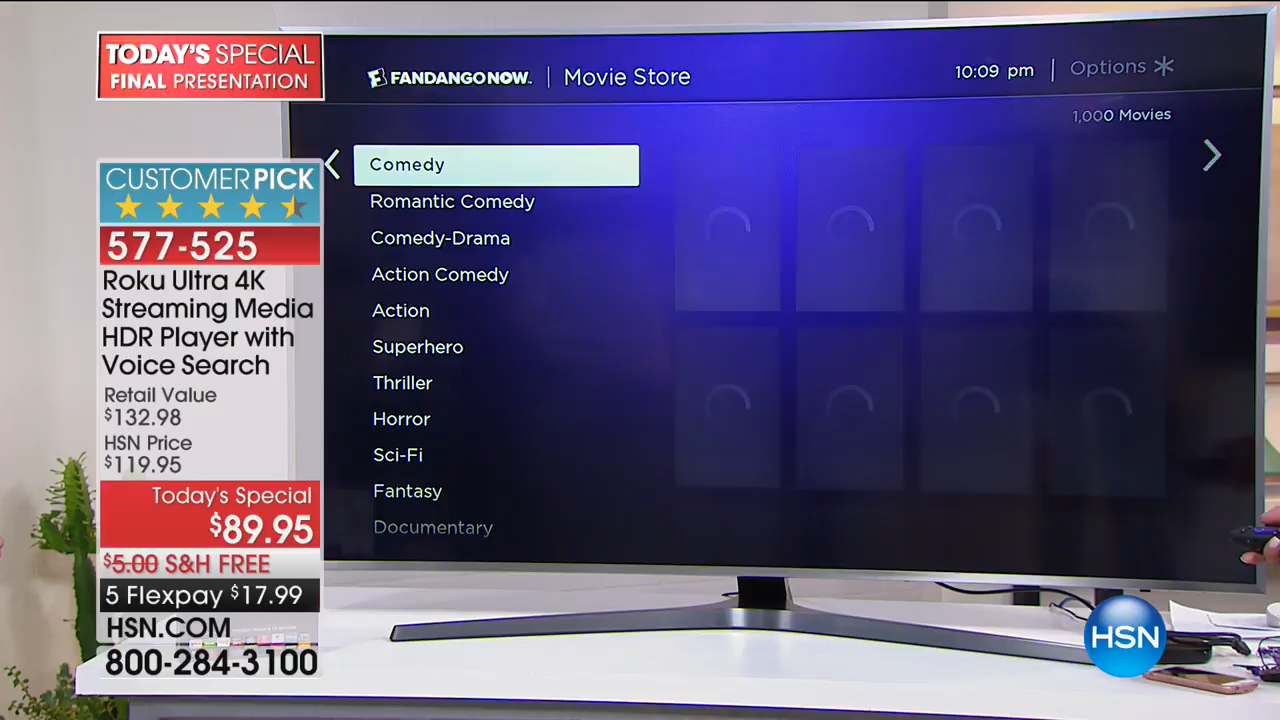 TODAY'S SPECIAL
FINAL PRESENTATION
CUSTOMER PICK
577-525
Roku Ultra 4K
Streaming Media
HDR Player with
Voice Search
Retail Value
$132.98
HSN Price
$119.95
Today's Special
$89.95
$5.00 S&H FREE
5 Flexpay $17.99
HSN.COM
800-284-3100
FANDANGONOW | Movie Store
10:09 pm | Options
1,000 Movies
Comedy
Romantic Comedy
Comedy-Drama
Action Comedy
Action
Superhero
Thriller
Horror
Sci-Fi
Fantasy
Documentary
HSN